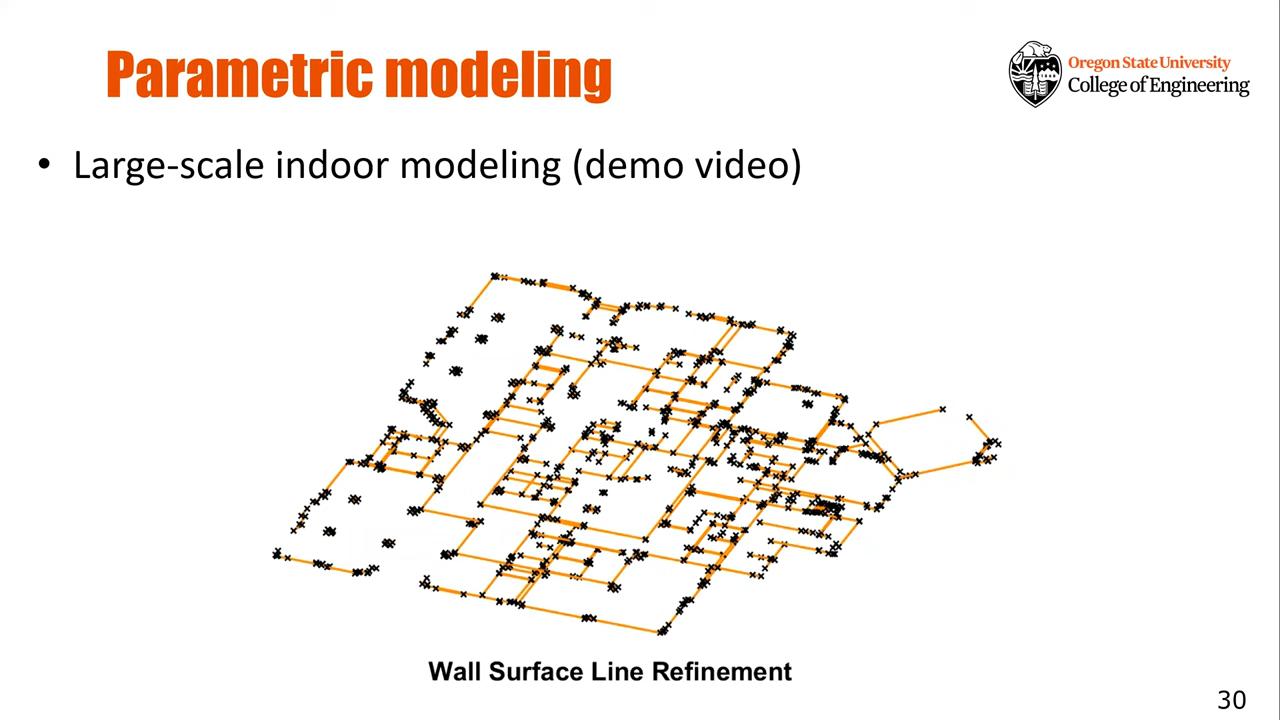 Parametric modeling
Oregon State University
College of Engineering
• Large-scale indoor modeling (demo video)
Wall Surface Line Refinement
30